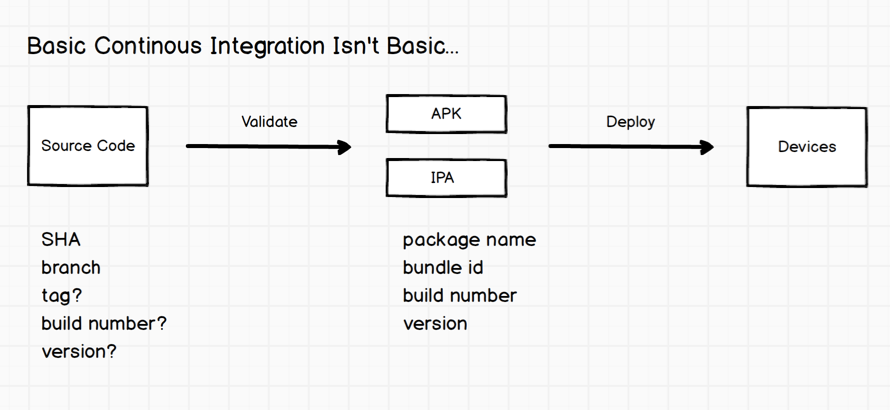 Basic Continous Integration Isn't Basic...
Source Code
Validate
APK
IPA
Deploy
Devices
SHA
branch
tag?
build number?
version?
package name
bundle id
build number
version